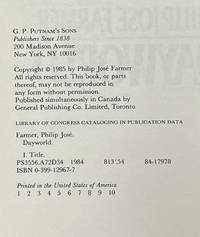 G. P. PUTNAM'S SONS
Publishers Since 1838
200 Madison Avenue
New York, NY 10016
Copyright © 1985 by Philip José Farmer
All rights reserved. This book, or parts
thereof, may not be reproduced in
any form without permission.
Published simultaneously in Canada by
General Publishing Co. Limited, Toronto
LIBRARY OF CONGRESS CATALOGING IN PUBLICATION DATA
Farmer, Philip José.
Dayworld.
I. Title.
PS3556.A72D34 1984 813'.54 84-17978
ISBN 0-399-12967-7
Printed in the United States of America
1 2 3 4 5 6 7 8 9 10